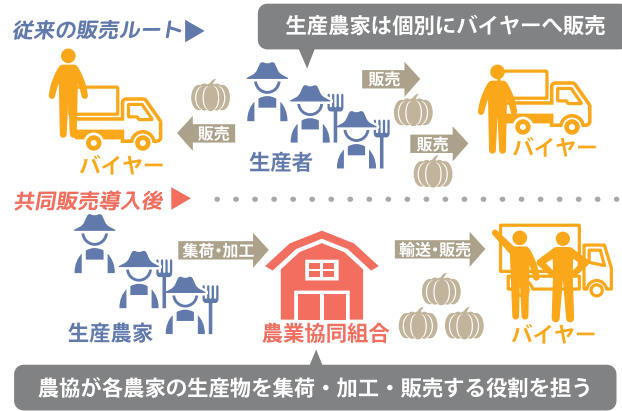 従来の販売ルート
生産農家は個別にバイヤーへ販売
販売
販売
販売
バイヤー
生産者
バイヤー
共同販売導入後
集荷・加工
輸送・販売
生産農家
農業協同組合
バイヤー
農協が各農家の生産物を集荷・加工・販売する役割を担う